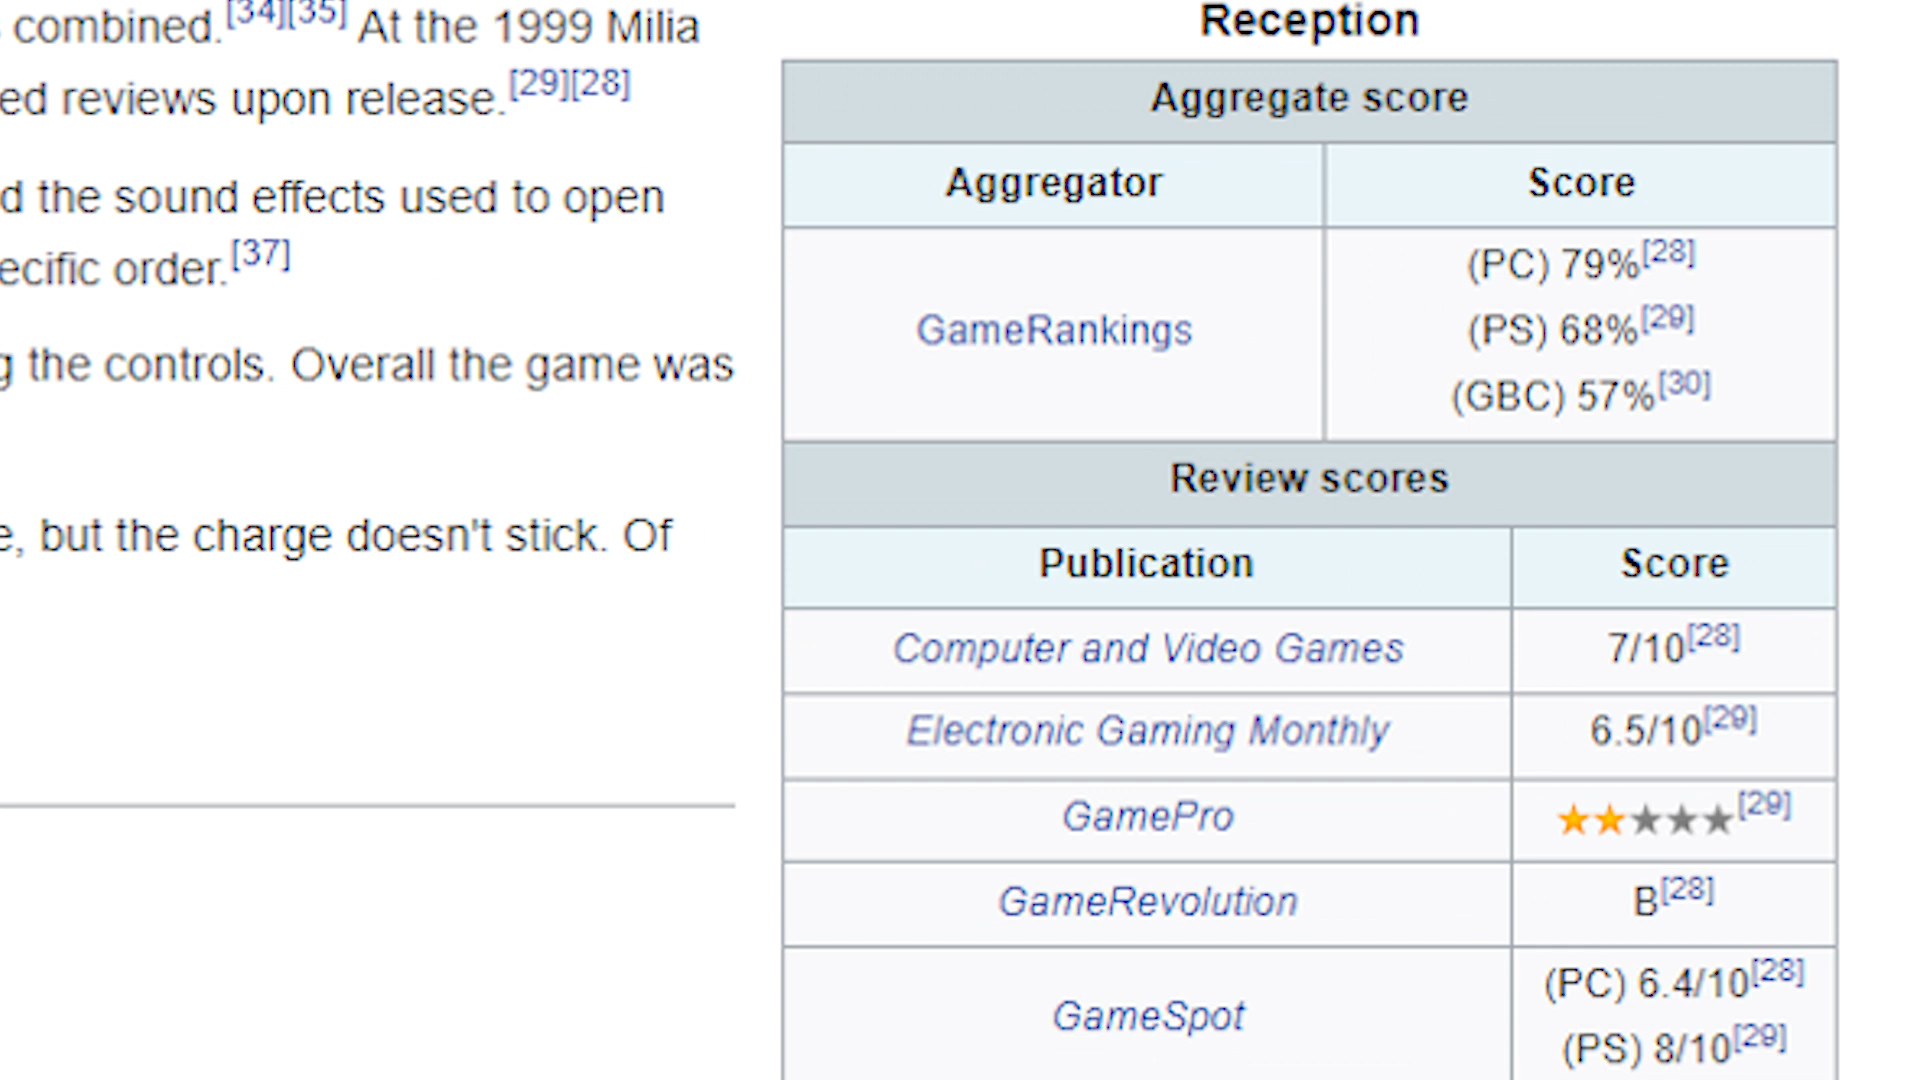 combined.[34][35] At the 1999 Milia
ed reviews upon release.[29][28]
d the sound effects used to open
ecific order.[37]
g the controls. Overall the game was
e, but the charge doesn't stick. Of
Reception
Aggregate score
Aggregator Score
GameRankings (PC) 79%[28]
(PS) 68%[29]
(GBC) 57%[30]
Review scores
Publication Score
Computer and Video Games 7/10[28]
Electronic Gaming Monthly 6.5/10[29]
GamePro ★★★★★[29]
GameRevolution B[28]
GameSpot (PC) 6.4/10[28]
(PS) 8/10[29]